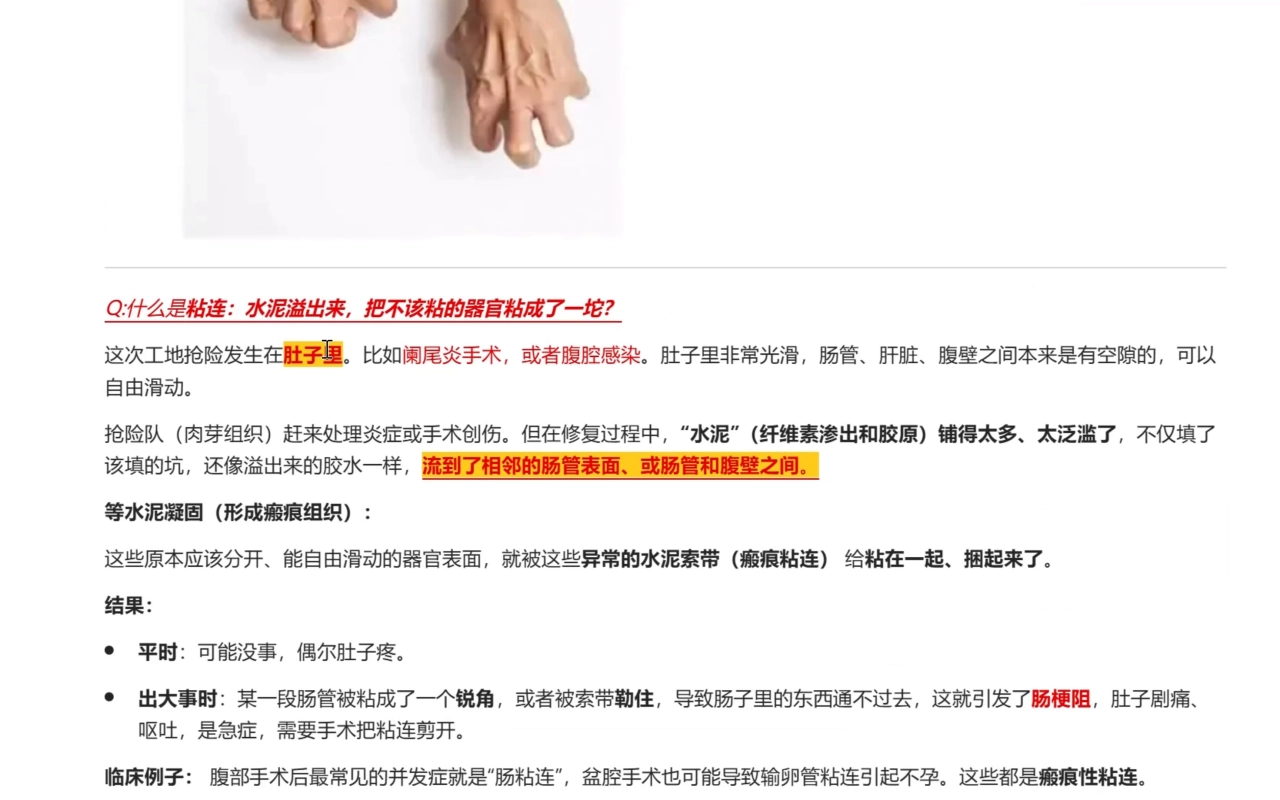 Q:什么是粘连：水泥溢出来，把不该粘的器官粘成了一坨？
这次工地抢险发生在肚子里。比如阑尾炎手术，或者腹腔感染。肚子里非常光滑，肠管、肝脏、腹壁之间本来是有空隙的，可以
自由滑动。
抢险队（肉芽组织）赶来处理炎症或手术创伤。但在修复过程中，“水泥”（纤维素渗出和胶原）铺得太多、太泛滥了，不仅填了
该填的坑，还像溢出来的胶水一样，流到了相邻的肠管表面、或肠管和腹壁之间。
等水泥凝固（形成瘢痕组织）：
这些原本应该分开、能自由滑动的器官表面，就被这些异常的水泥索带（瘢痕粘连） 给粘在一起、捆起来了。
结果：
• 平时：可能没事，偶尔肚子疼。
• 出大事时：某一段肠管被粘成了一个锐角，或者被索带勒住，导致肠子里的东西通不过去，这就引发了肠梗阻，肚子剧痛、
呕吐，是急症，需要手术把粘连剪开。
临床例子： 腹部手术后最常见的并发症就是“肠粘连”，盆腔手术也可能导致输卵管粘连引起不孕。这些都是瘢痕性粘连。